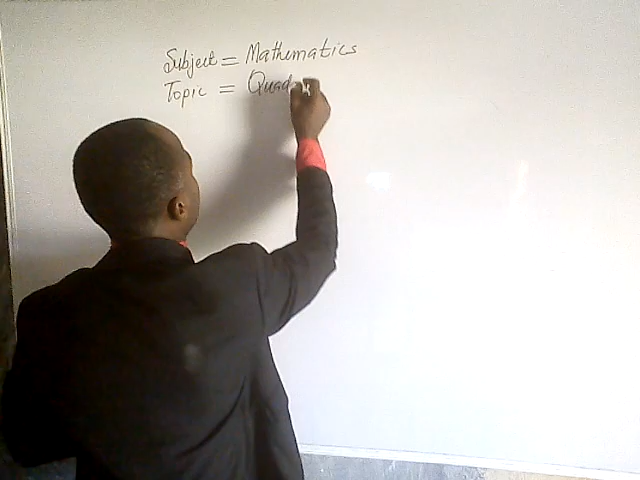 Subject = Mathematics
Topic = Quad